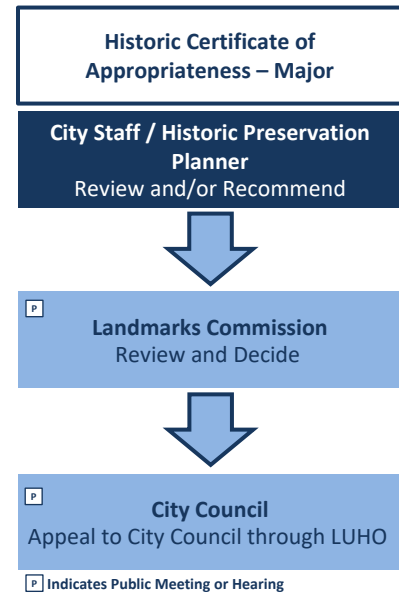 Historic Certificate of
Appropriateness – Major
City Staff / Historic Preservation
Planner
Review and/or Recommend
P
Landmarks Commission
Review and Decide
P
City Council
Appeal to City Council through LUHO
P Indicates Public Meeting or Hearing